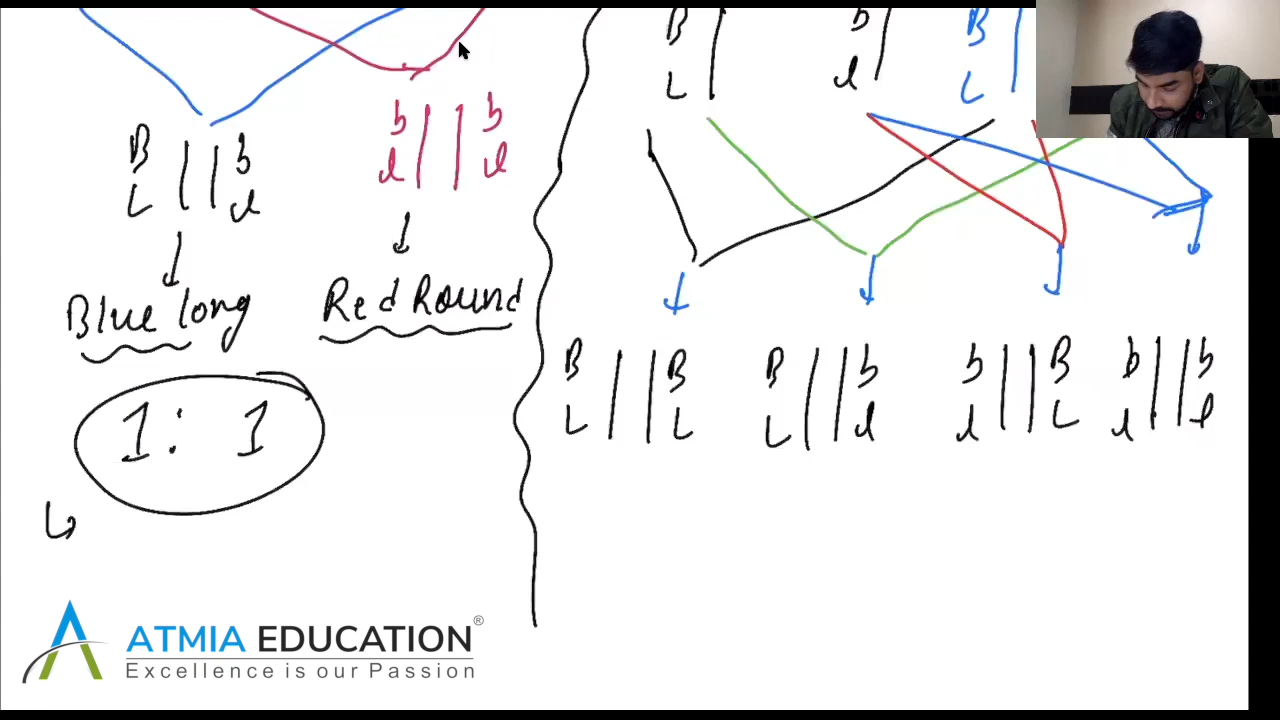 B b B
L l L
b b
l l
B b
L l
Blue long
Red Round
B B B b b B b b
L L L l l L l l
1 : 1
ATMIA EDUCATION®
Excellence is our Passion